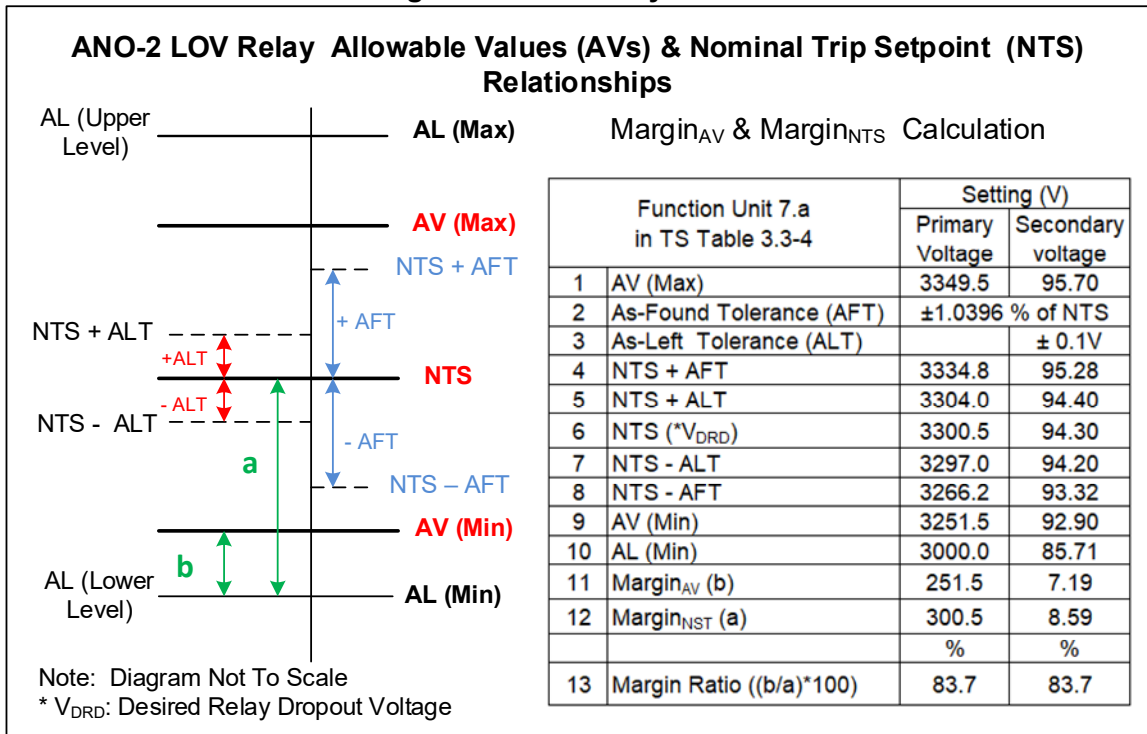 ANO-2 LOV Relay Allowable Values (AVs) & Nominal Trip Setpoint (NTS)
Relationships
AL (Upper
Level)
AL (Max)
AV (Max)
NTS + AFT
+ AFT
NTS + ALT
+ALT
NTS
- ALT
NTS - ALT
- AFT
a
NTS – AFT
AV (Min)
b
AL (Lower
Level)
AL (Min)
Note: Diagram Not To Scale
* VDRD: Desired Relay Dropout Voltage
MarginAV & MarginNTS Calculation
Function Unit 7.a
in TS Table 3.3-4
Setting (V)
Primary
Voltage
Secondary
voltage
1 AV (Max) 3349.5 95.70
2 As-Found Tolerance (AFT) ±1.0396 % of NTS
3 As-Left Tolerance (ALT) ± 0.1V
4 NTS + AFT 3334.8 95.28
5 NTS + ALT 3304.0 94.40
6 NTS (*VDRD) 3300.5 94.30
7 NTS - ALT 3297.0 94.20
8 NTS - AFT 3266.2 93.32
9 AV (Min) 3251.5 92.90
10 AL (Min) 3000.0 85.71
11 MarginAV (b) 251.5 7.19
12 MarginNST (a) 300.5 8.59
% %
13 Margin Ratio ((b/a)*100) 83.7 83.7